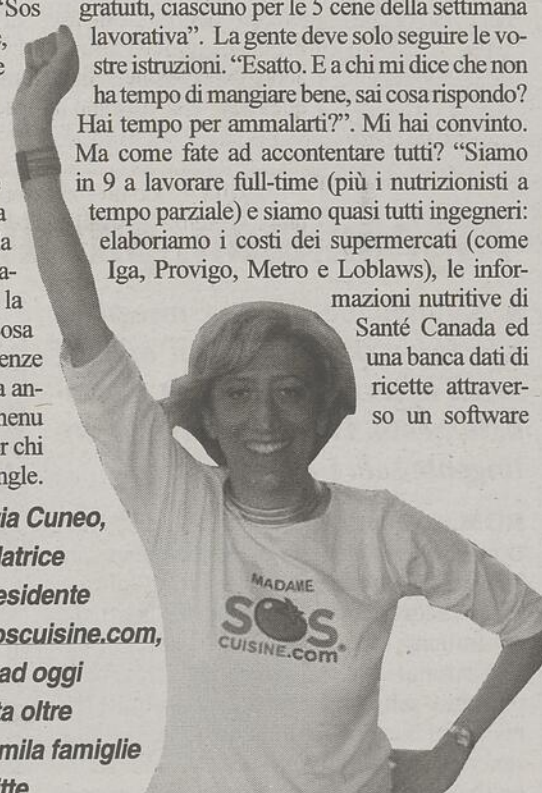 "Sos
la
osa
enze
menu
r chi
ngle.
ia Cuneo,
latrice
esidente
oscuisine.com,
ad oggi
ta oltre
mila famiglie
itte
gratuiti, ciascuno per le 5 cene della settimana
lavorativa". La gente deve solo seguire le vo-
stre istruzioni. "Esatto. E a chi mi dice che non
ha tempo di mangiare bene, sai cosa rispondo?
Hai tempo per ammalarti?". Mi hai convinto.
Ma come fate ad accontentare tutti? "Siamo
in 9 a lavorare full-time (più i nutrizionisti a
tempo parziale) e siamo quasi tutti ingegneri:
elaboriamo i costi dei supermercati (come
Iga, Provigo, Metro e Loblaws), le infor-
mazioni nutritive di
Santé Canada ed
una banca dati di
ricette attraver-
so un software
MADAME
SOS
CUISINE.com®